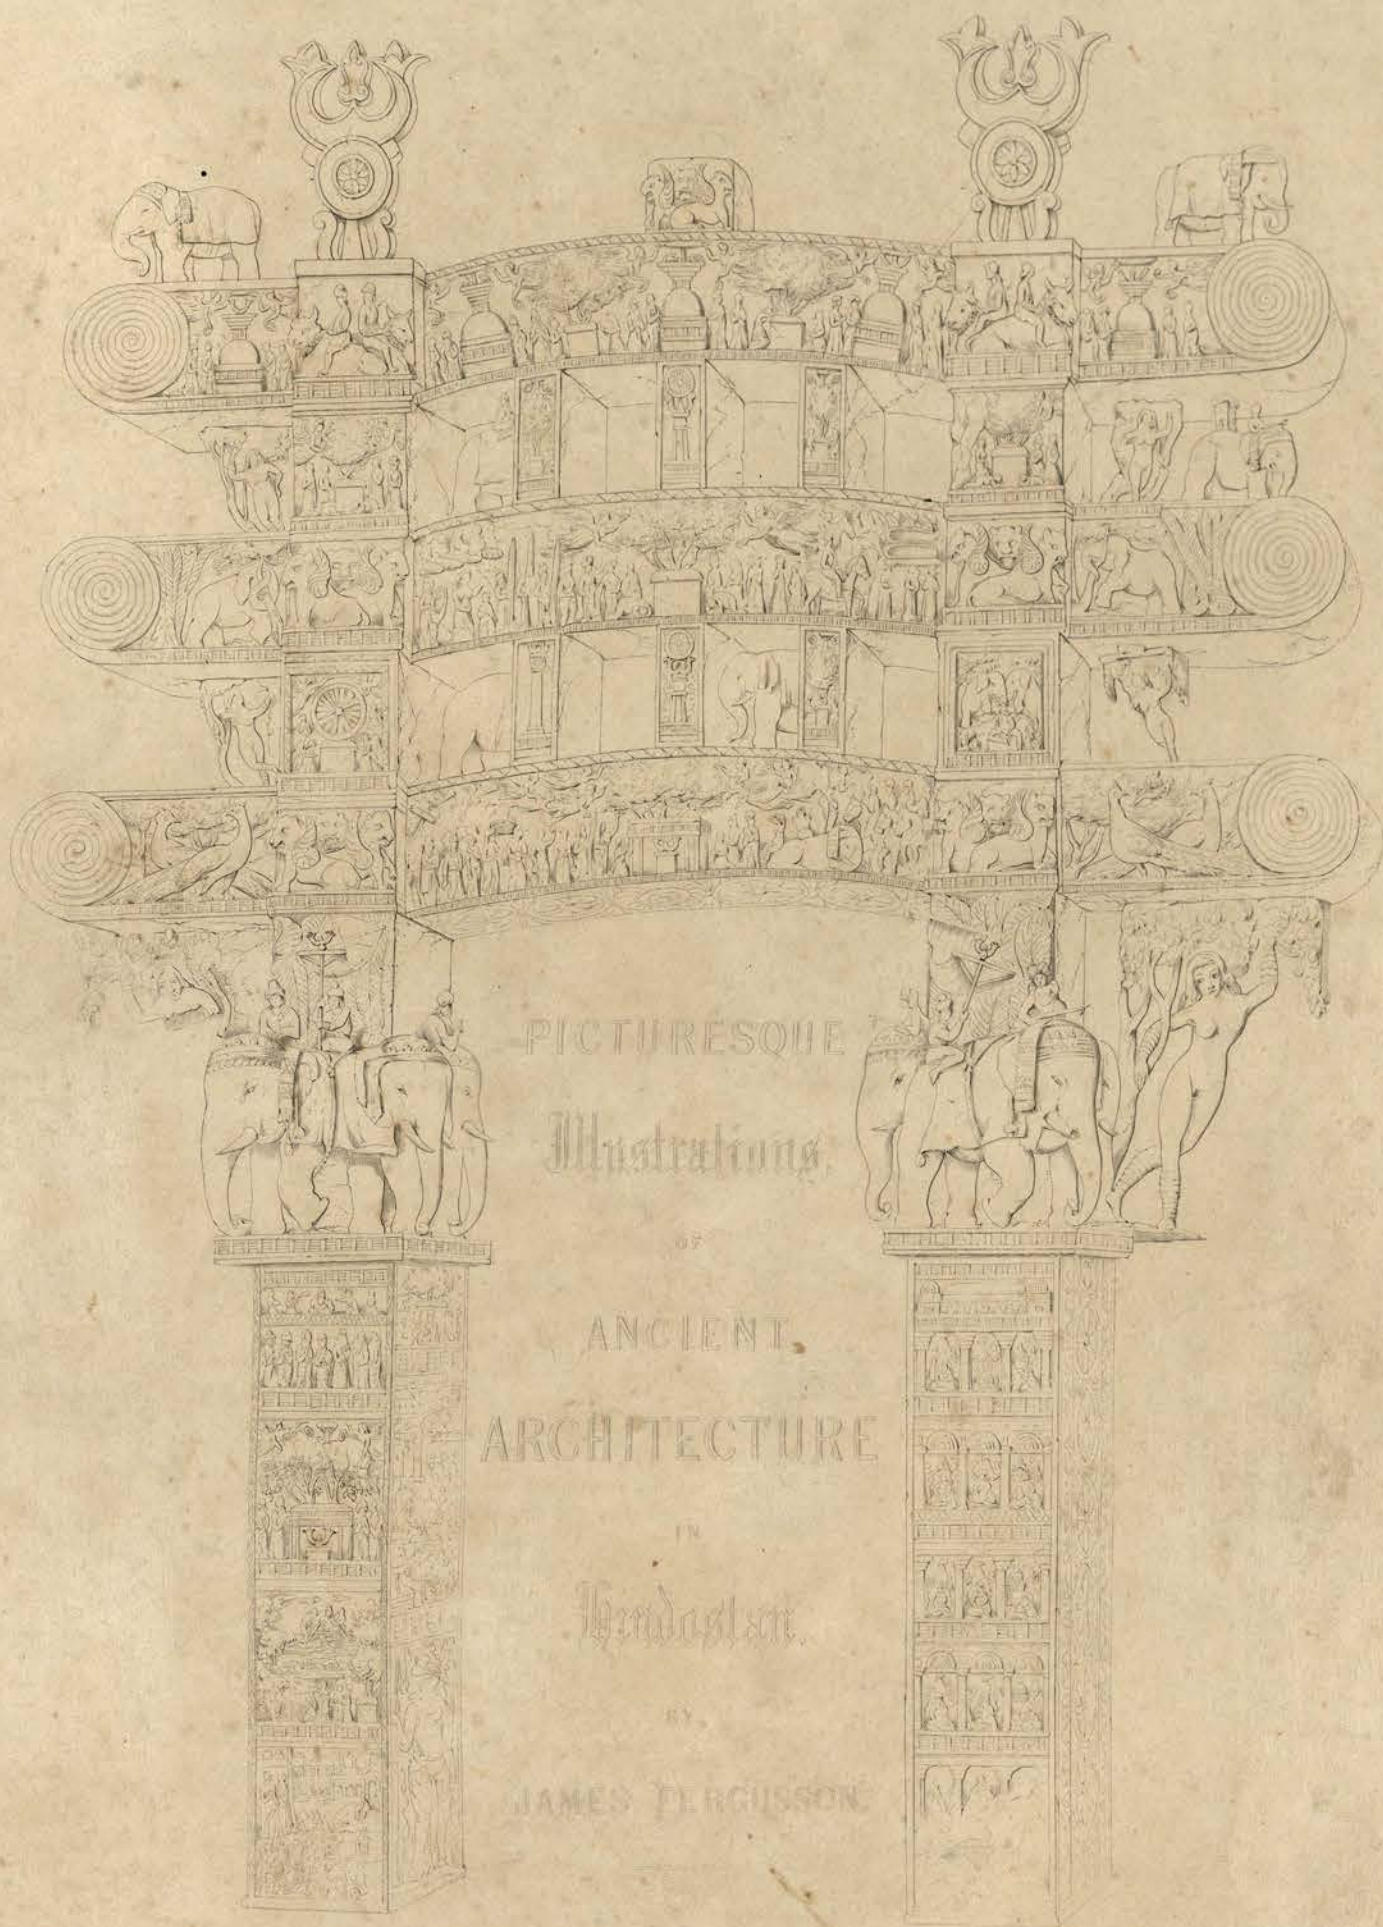 PICTURESQUE
Illustrations
OF
ANCIENT
ARCHITECTURE
IN
Hindostan.
BY
JAMES FERGUSSON.